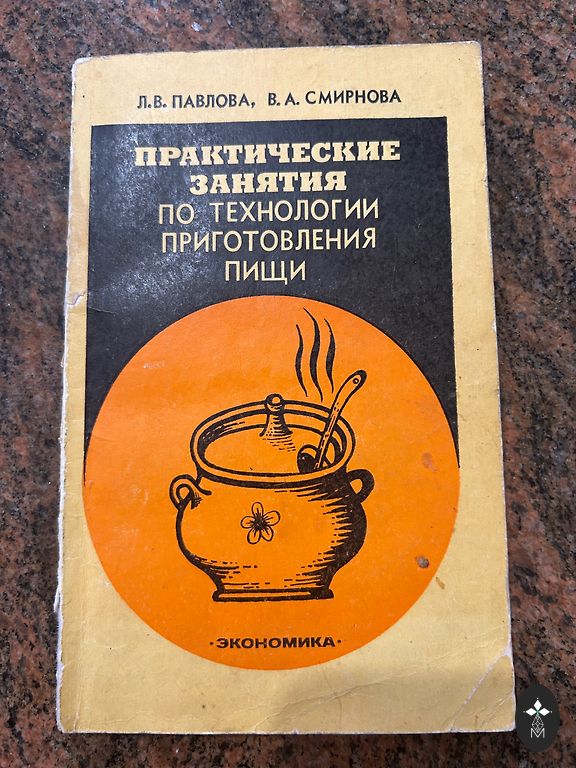 Л.В. ПАВЛОВА, В.А. СМИРНОВА
ПРАКТИЧЕСКИЕ
ЗАНЯТИЯ
ПО ТЕХНОЛОГИИ
ПРИГОТОВЛЕНИЯ
ПИЩИ
·ЭКОНОМИКА·
M